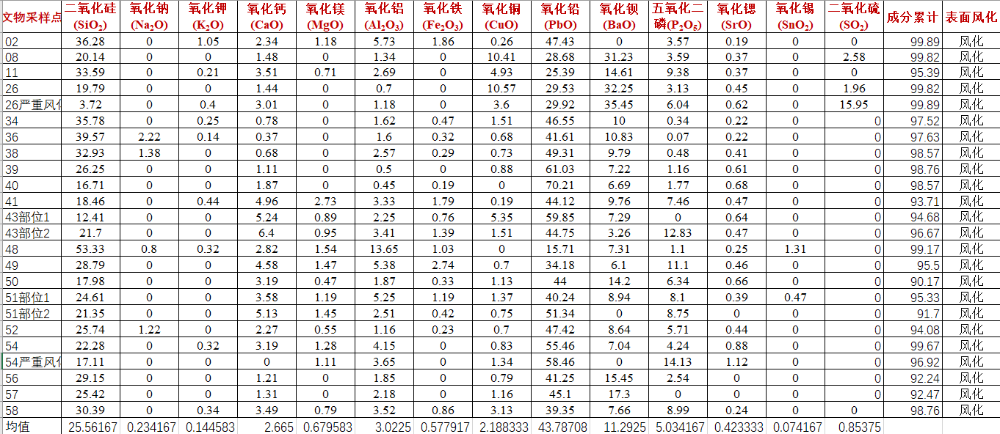 文物采样点 二氧化硅(SiO₂) 氧化钠(Na₂O) 氧化钾(K₂O) 氧化钙(CaO) 氧化镁(MgO) 氧化铝(Al₂O₃) 氧化铁(Fe₂O₃) 氧化铜(CuO) 氧化铅(PbO) 氧化钡(BaO) 五氧化二磷(P₂O₅) 氧化锶(SrO) 氧化锡(SnO₂) 二氧化硫(SO₂) 成分累计 表面风化
02 36.28 0 1.05 2.34 1.18 5.73 1.86 0.26 47.43 0 3.57 0.19 0 0 99.89 风化
08 20.14 0 0 1.48 0 1.34 0 10.41 28.68 31.23 3.59 0.37 0 2.58 99.82 风化
11 33.59 0 0.21 3.51 0.71 2.69 0 4.93 25.39 14.61 9.38 0.37 0 0 95.39 风化
26 19.79 0 0 1.44 0 0.7 0 10.57 29.53 32.25 3.13 0.45 0 1.96 99.82 风化
26严重风化 3.72 0 0.4 3.01 0 1.18 0 3.6 29.92 35.45 6.04 0.62 0 15.95 99.89 风化
34 35.78 0 0.25 0.78 0 1.62 0.47 1.51 46.55 10 0.34 0.22 0 0 97.52 风化
36 39.57 2.22 0.14 0.37 0 1.6 0.32 0.68 41.61 10.83 0.07 0.22 0 0 97.63 风化
38 32.93 1.38 0 0.68 0 2.57 0.29 0.73 49.31 9.79 0.48 0.41 0 0 98.57 风化
39 26.25 0 0 1.11 0 0.5 0 0.88 61.03 7.22 1.16 0.61 0 0 98.76 风化
40 16.71 0 0 1.87 0 0.45 0.19 0 70.21 6.69 1.77 0.68 0 0 98.57 风化
41 18.46 0 0.44 4.96 2.73 3.33 1.79 0.19 44.12 9.76 7.46 0.47 0 0 93.71 风化
43部位1 12.41 0 0 5.24 0.89 2.25 0.76 5.35 59.85 7.29 0 0.64 0 0 94.68 风化
43部位2 21.7 0 0 6.4 0.95 3.41 1.39 1.51 44.75 3.26 12.83 0.47 0 0 96.67 风化
48 53.33 0.8 0.32 2.82 1.54 13.65 1.03 0 15.71 7.31 1.1 0.25 1.31 0 99.17 风化
49 28.79 0 0 4.58 1.47 5.38 2.74 0.7 34.18 6.1 11.1 0.46 0 0 95.5 风化
50 17.98 0 0 3.19 0.47 1.87 0.33 1.13 44 14.2 6.34 0.66 0 0 90.17 风化
51部位1 24.61 0 0 3.58 1.19 5.25 1.19 1.37 40.24 8.94 8.1 0.39 0.47 0 95.33 风化
51部位2 21.35 0 0 5.13 1.45 2.51 0.42 0.75 51.34 0 8.75 0 0 0 91.7 风化
52 25.74 1.22 0 2.27 0.55 1.16 0.23 0.7 47.42 8.64 5.71 0.44 0 0 94.08 风化
54 22.28 0 0.32 3.19 1.28 4.15 0 0.83 55.46 7.04 4.24 0.88 0 0 99.67 风化
54严重风化 17.11 0 0 0 1.11 3.65 0 1.34 58.46 0 14.13 1.12 0 0 96.92 风化
56 29.15 0 0 1.21 0 1.85 0 0.79 41.25 15.45 2.54 0 0 0 92.24 风化
57 25.42 0 0 1.31 0 2.18 0 1.16 45.1 17.3 0 0 0 0 92.47 风化
58 30.39 0 0.34 3.49 0.79 3.52 0.86 3.13 39.35 7.66 8.99 0.24 0 0 98.76 风化
均值 25.56167 0.234167 0.144583 2.665 0.679583 3.0225 0.577917 2.188333 43.78708 11.2925 5.034167 0.423333 0.074167 0.85375